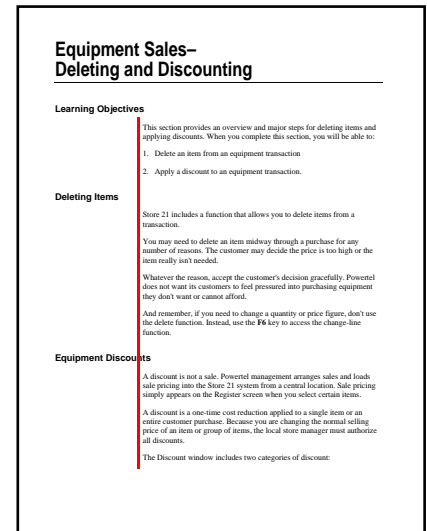 Equipment Sales–
Deleting and Discounting
Learning Objectives
This section provides an overview and major steps for deleting items and
applying discounts. When you complete this section, you will be able to:
1. Delete an item from an equipment transaction
2. Apply a discount to an equipment transaction.
Deleting Items
Store 21 includes a function that allows you to delete items from a
transaction.
You may need to delete an item midway through a purchase for any
number of reasons. The customer may decide the price is too high or the
item really isn't needed.
Whatever the reason, accept the customer's decision gracefully. Powertel
does not want its customers to feel pressured into purchasing equipment
they don't want or cannot afford.
And remember, if you need to change a quantity or price figure, don't use
the delete function. Instead, use the F6 key to access the change-line
function.
Equipment Discounts
A discount is not a sale. Powertel management arranges sales and loads
sale pricing into the Store 21 system from a central location. Sale pricing
simply appears on the Register screen when you select certain items.
A discount is a one-time cost reduction applied to a single item or an
entire customer purchase. Because you are changing the normal selling
price of an item or group of items, the local store manager must authorize
all discounts.
The Discount window includes two categories of discount: